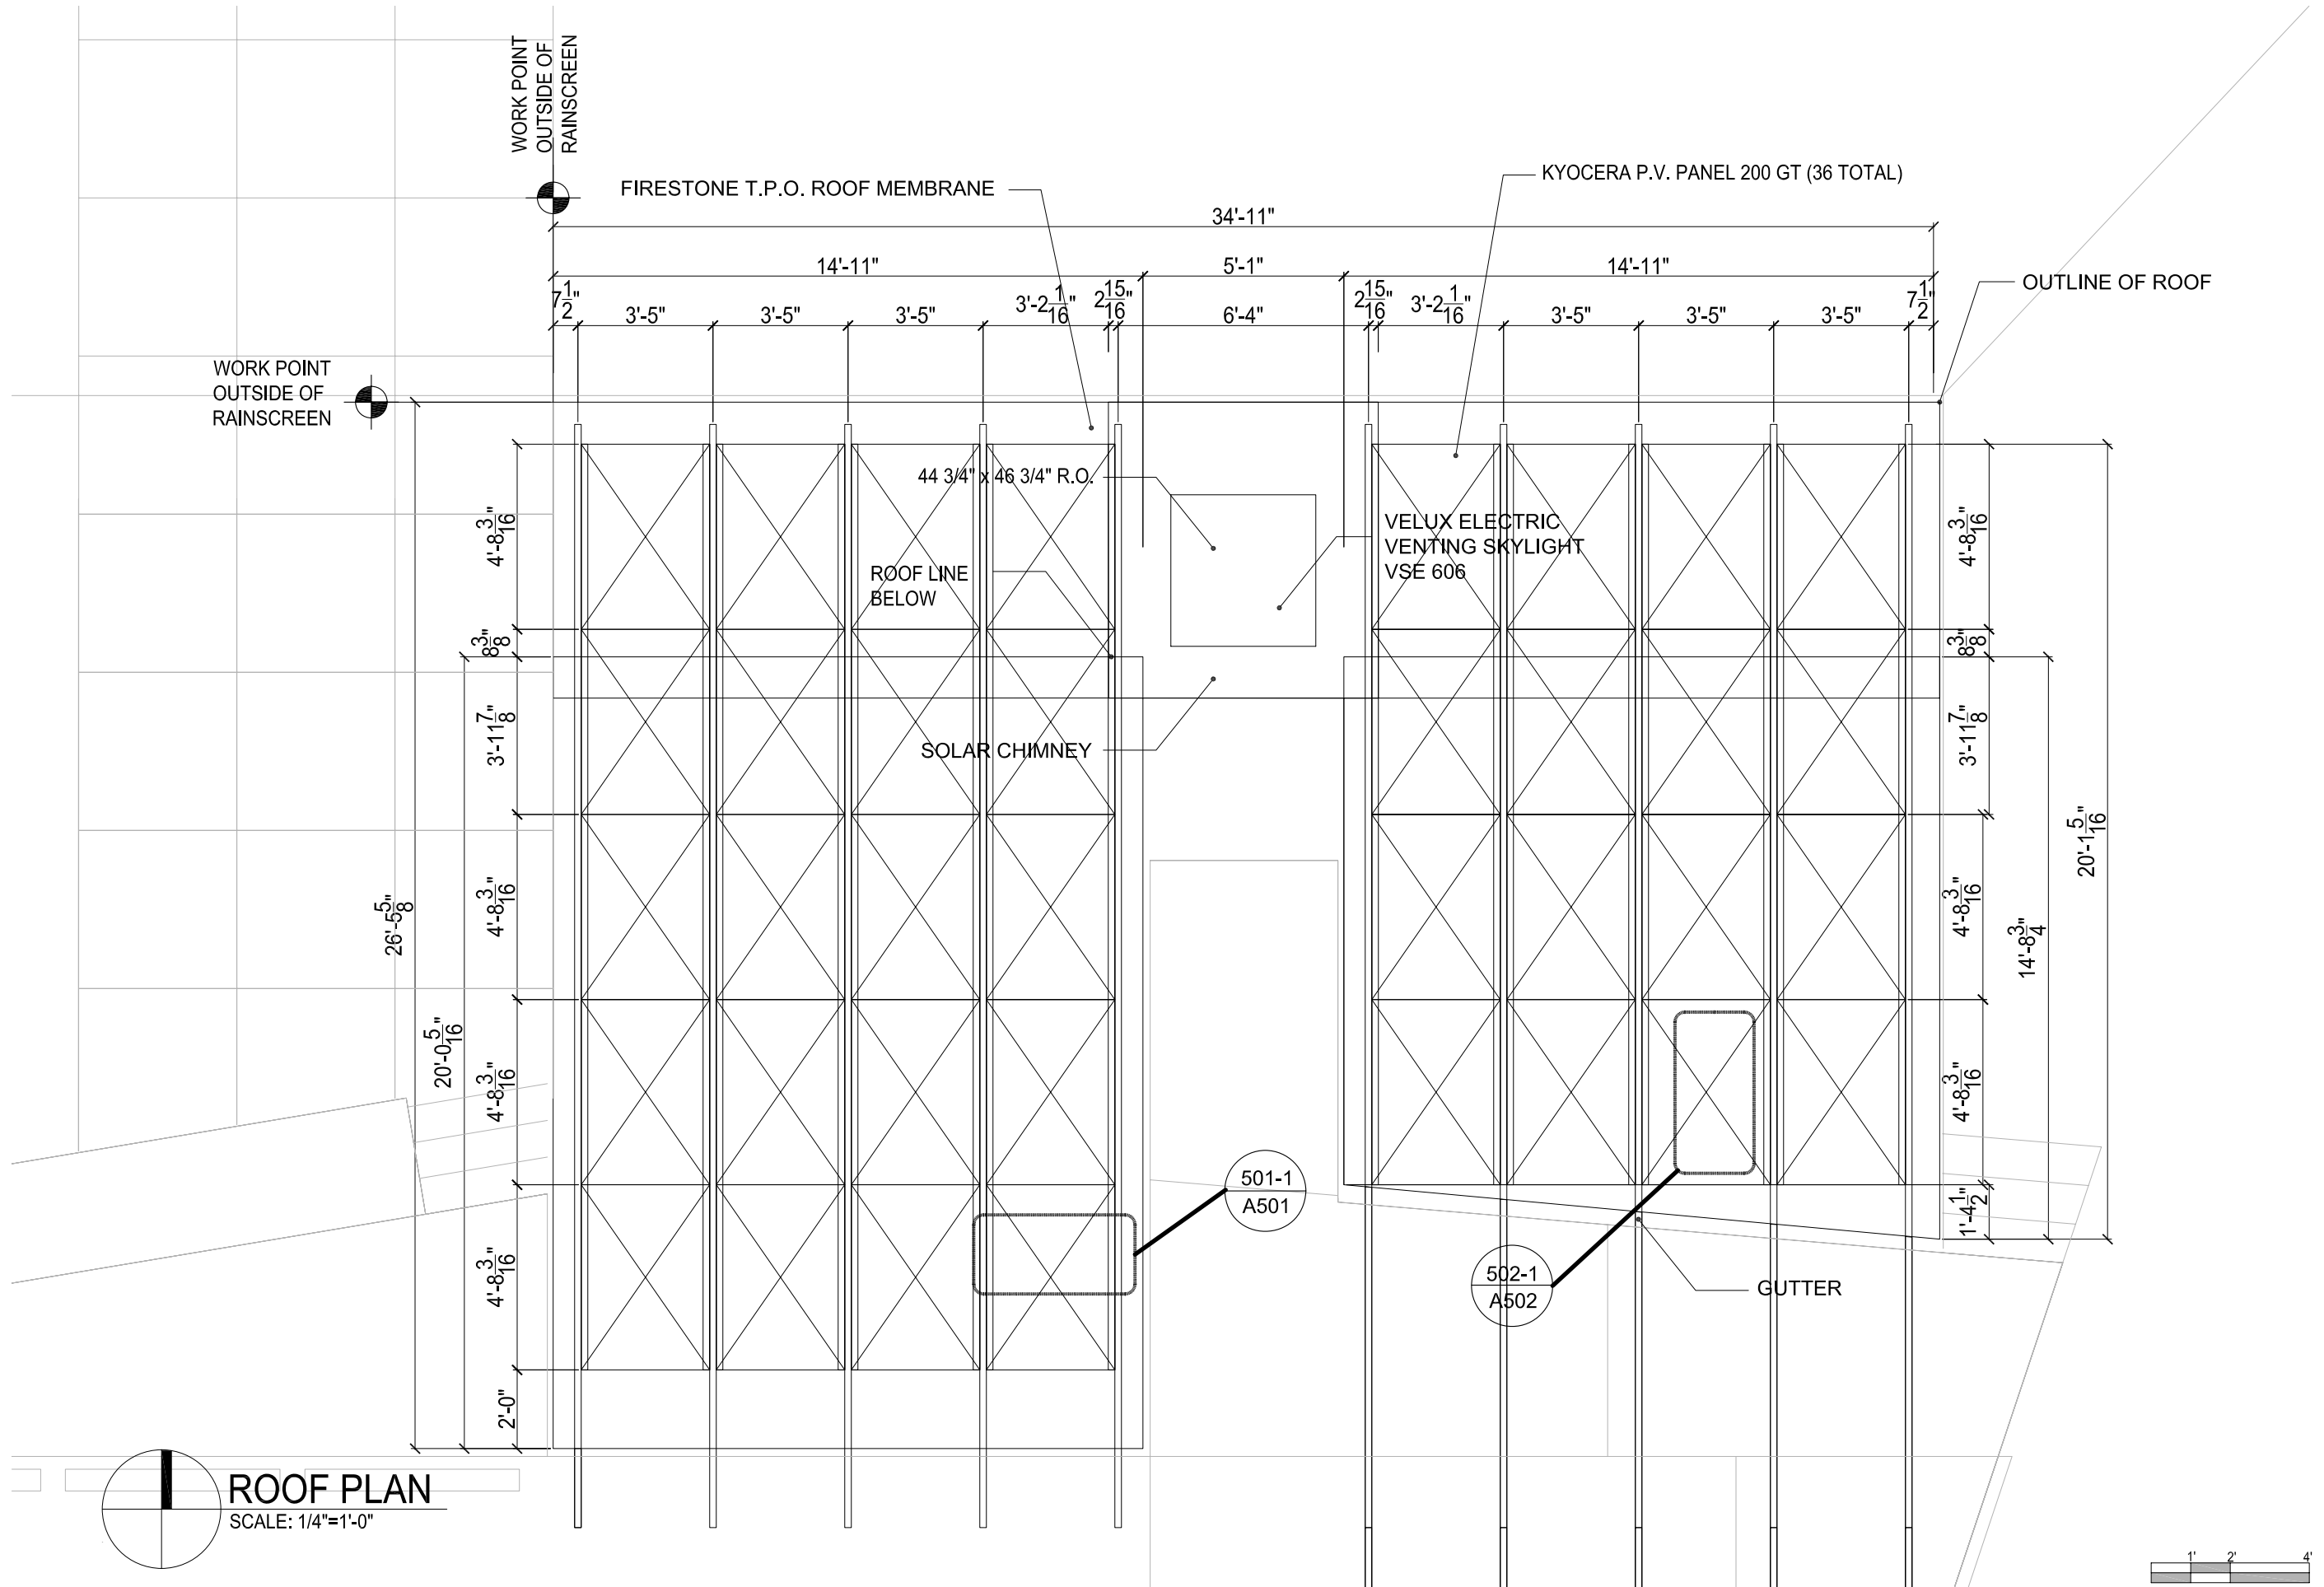 WORK POINT
OUTSIDE OF
RAINSCREEN
FIRESTONE T.P.O. ROOF MEMBRANE
KYOCERA P.V. PANEL 200 GT (36 TOTAL)
34'-11"
14'-11"
5'-1"
14'-11"
OUTLINE OF ROOF
7 1/2"
3'-5"
3'-5"
3'-5"
3'-2 1/16"
2 15/16"
6'-4"
2 15/16"
3'-2 1/16"
3'-5"
3'-5"
3'-5"
7 1/2"
WORK POINT
OUTSIDE OF
RAINSCREEN
44 3/4" x 46 3/4" R.O.
VELUX ELECTRIC
VENTING SKYLIGHT
VSE 606
ROOF LINE
BELOW
SOLAR CHIMNEY
4'-8 3/16"
8 3/8"
3'-11 7/8"
4'-8 3/16"
4'-8 3/16"
4'-8 3/16"
2'-0"
20'-0 5/16"
26'-5 5/8"
4'-8 3/16"
8 3/8"
3'-11 7/8"
4'-8 3/16"
4'-8 3/16"
1'-4 1/2"
14'-8 3/4"
20'-1 5/16"
501-1
A501
502-1
A502
GUTTER
ROOF PLAN
SCALE: 1/4"=1'-0"
1' 2' 4'